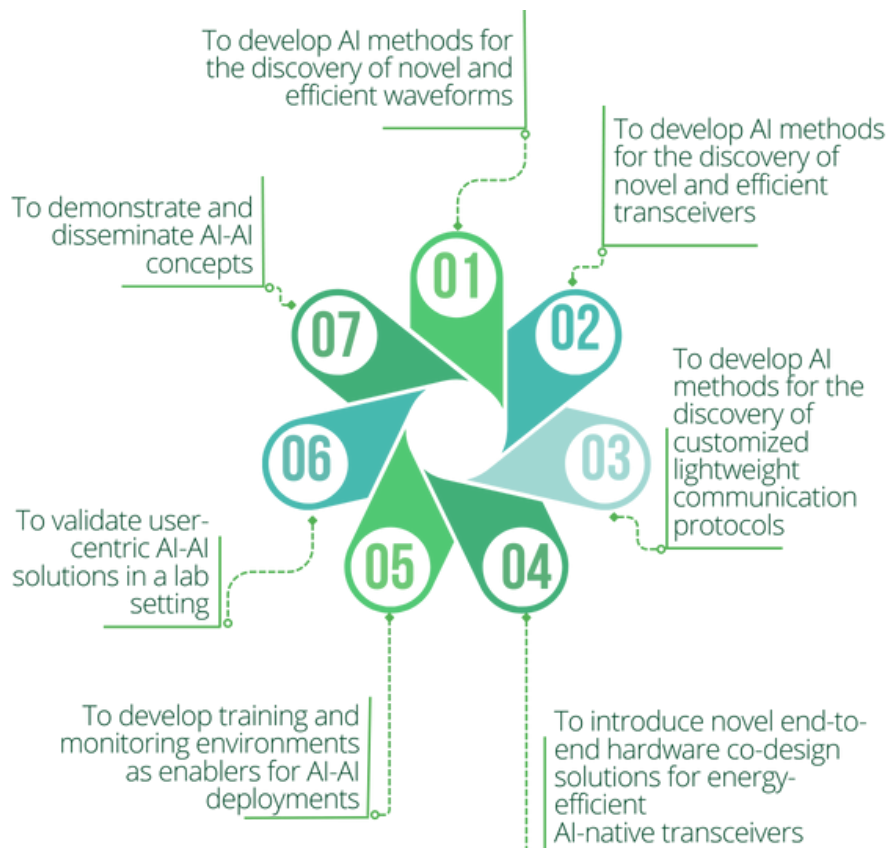 To develop AI methods for
the discovery of novel and
efficient waveforms
01
To develop AI methods
for the discovery of
novel and efficient
transceivers
02
To develop AI
methods for the
discovery of
customized
lightweight
communication
protocols
03
To introduce novel end-to-
end hardware co-design
solutions for energy-
efficient
AI-native transceivers
04
To develop training and
monitoring environments
as enablers for AI-AI
deployments
05
To validate user-
centric AI-AI
solutions in a lab
setting
06
To demonstrate and
disseminate AI-AI
concepts
07